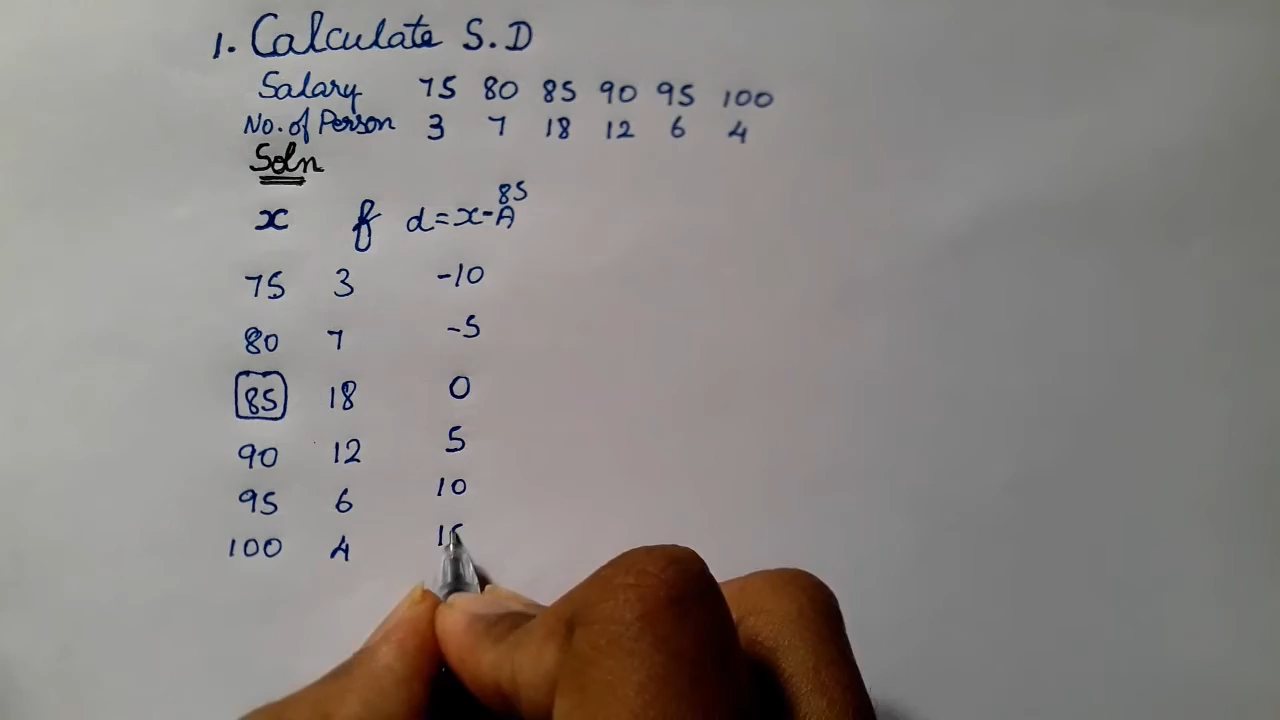 1. Calculate S.D
Salary 75 80 85 90 95 100
No. of Person 3 7 18 12 6 4
Soln
85
x f d=x-A
75 3 -10
80 7 -5
85 18 0
90 12 5
95 6 10
100 4 15